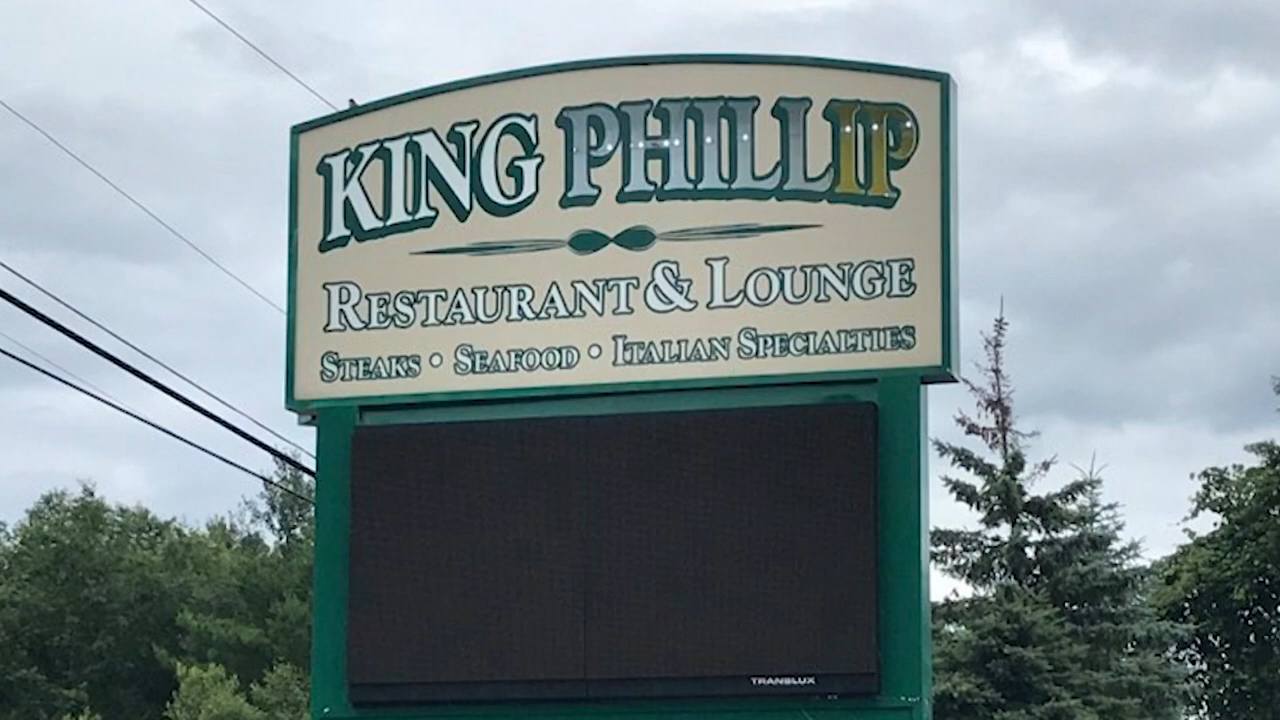 KING PHILLIP
RESTAURANT & LOUNGE
STEAKS • SEAFOOD • ITALIAN SPECIALTIES
TRANSLUX